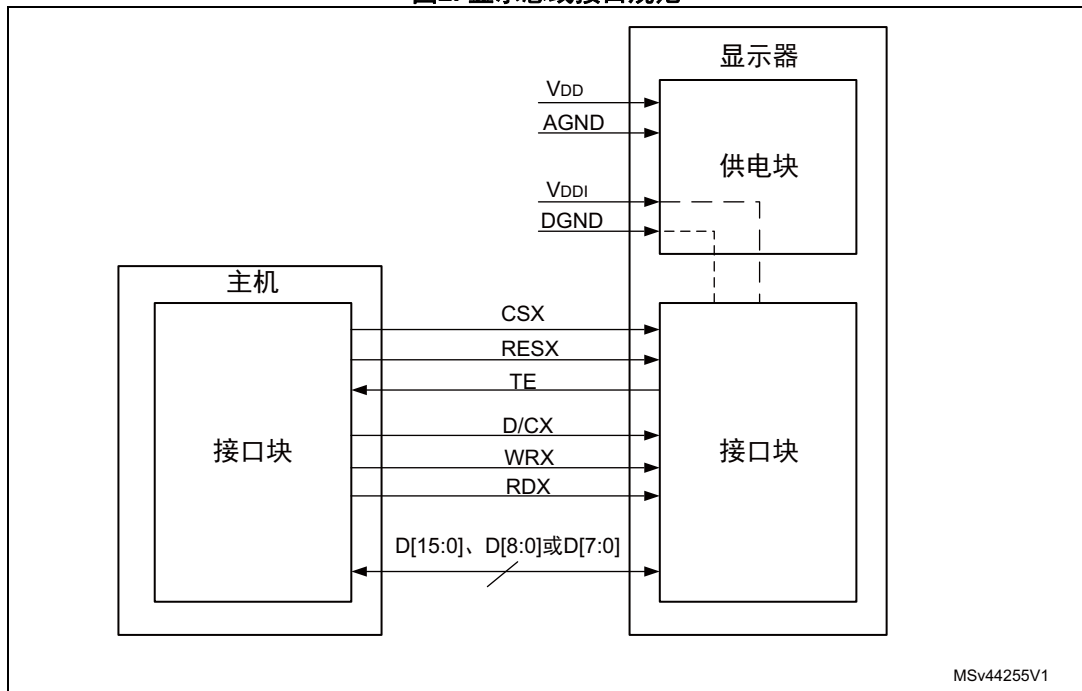 显示器
VDD
AGND
供电块
VDDI
DGND
主机
CSX
RESX
TE
D/CX
接口块
接口块
WRX
RDX
D[15:0]、D[8:0]或D[7:0]
MSv44255V1